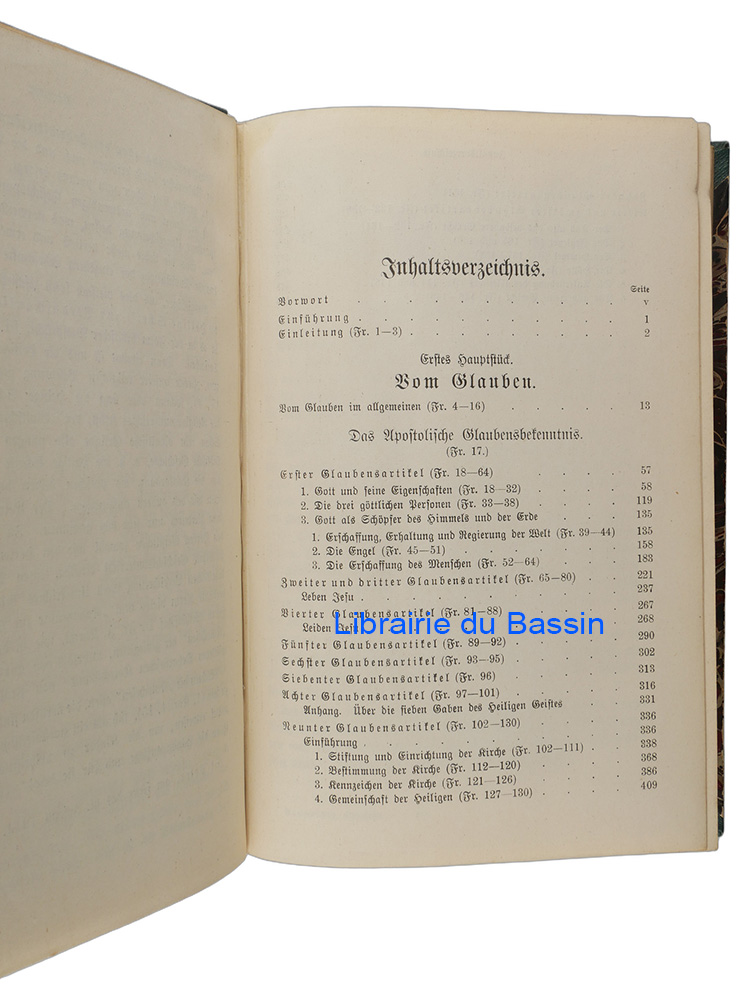 Inhaltsverzeichnis.
Seite
Vorwort . . . . . . . . . . . v
Einführung . . . . . . . . . . . 1
Einleitung (Fr. 1—3) . . . . . . . . 2
Erstes Hauptstück.
Vom Glauben.
Vom Glauben im allgemeinen (Fr. 4—16) . . . . . 13
Das Apostolische Glaubensbekenntnis.
(Fr. 17.)
Erster Glaubensartikel (Fr. 18—64) . . . . 57
1. Gott und seine Eigenschaften (Fr. 18—32) . . . . 58
2. Die drei göttlichen Personen (Fr. 33—38) . . . . 119
3. Gott als Schöpfer des Himmels und der Erde . . . . 135
1. Erschaffung, Erhaltung und Regierung der Welt (Fr. 39—44) 135
2. Die Engel (Fr. 45—51) . . . . . . 158
3. Die Erschaffung des Menschen (Fr. 52—64) . . . 183
Zweiter und dritter Glaubensartikel (Fr. 65—80) . . 221
Leben Jesu . . . . . . . . . 237
Vierter Glaubensartikel (Fr. 81—88) . . . . 267
Leiden Jesu . . . . . . . . 268
Librairie du Bassin
Fünfter Glaubensartikel (Fr. 89—92) . . . . 290
Sechster Glaubensartikel (Fr. 93—95) . . . . 302
Siebenter Glaubensartikel (Fr. 96) . . . . 313
Achter Glaubensartikel (Fr. 97—101) . . . . 316
Anhang. Über die sieben Gaben des Heiligen Geistes . . 331
Neunter Glaubensartikel (Fr. 102—130) . . . . 336
Einführung . . . . . . . . . 336
1. Stiftung und Einrichtung der Kirche (Fr. 102—111) . . 338
2. Bestimmung der Kirche (Fr. 112—120) . . . . 368
3. Kennzeichen der Kirche (Fr. 121—126) . . . . 386
4. Gemeinschaft der Heiligen (Fr. 127—130) . . . . 409